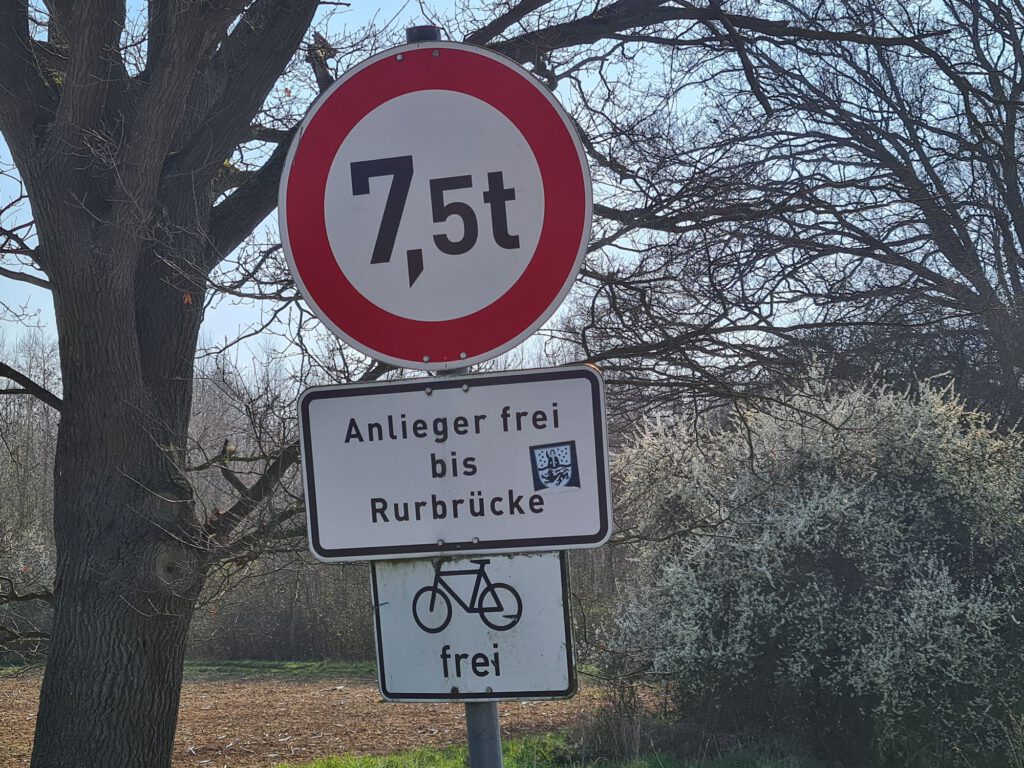 7,5t
Anlieger frei
bis
Rurbrücke
frei